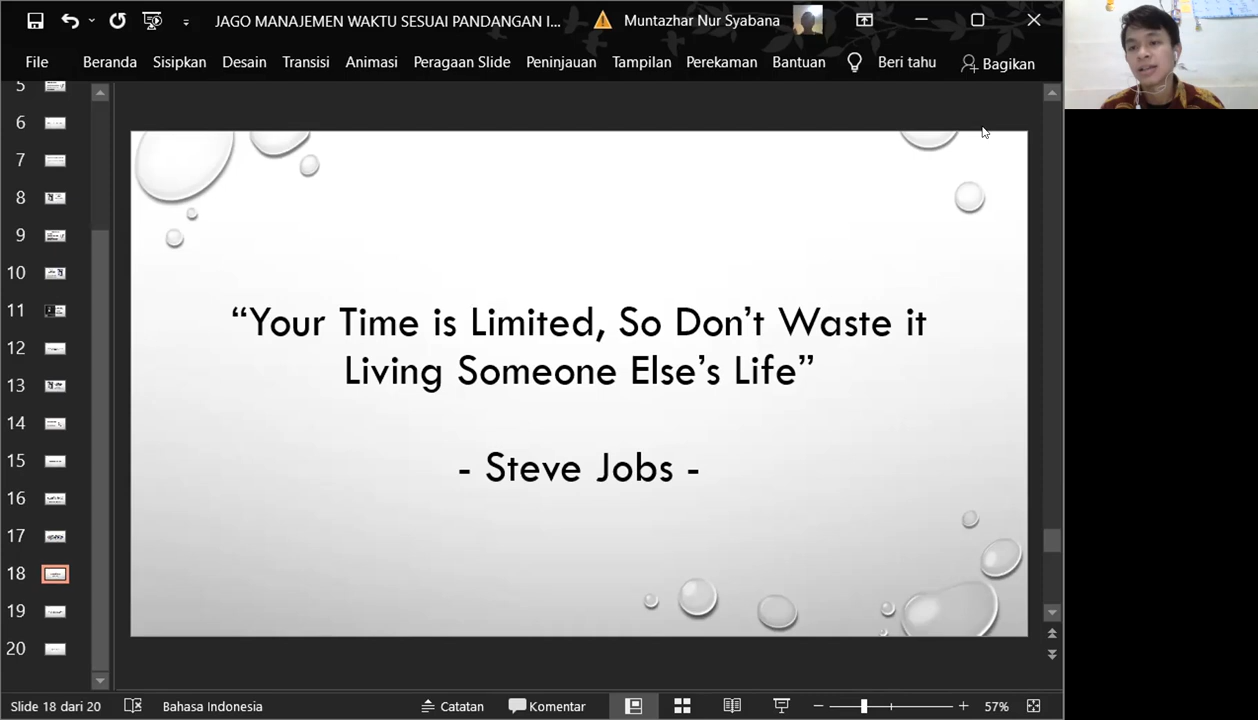 JAGO MANAJEMEN WAKTU SESUAI PANDANGAN I...
Muntazhar Nur Syabana
File Beranda Sisipkan Desain Transisi Animasi Peragaan Slide Peninjauan Tampilan Perekaman Bantuan Beri tahu Bagikan
5
6
7
8
9
10
11
12
13
14
15
16
17
18
19
20
“Your Time is Limited, So Don’t Waste it
Living Someone Else’s Life”
- Steve Jobs -
Slide 18 dari 20 Bahasa Indonesia Catatan Komentar 57%